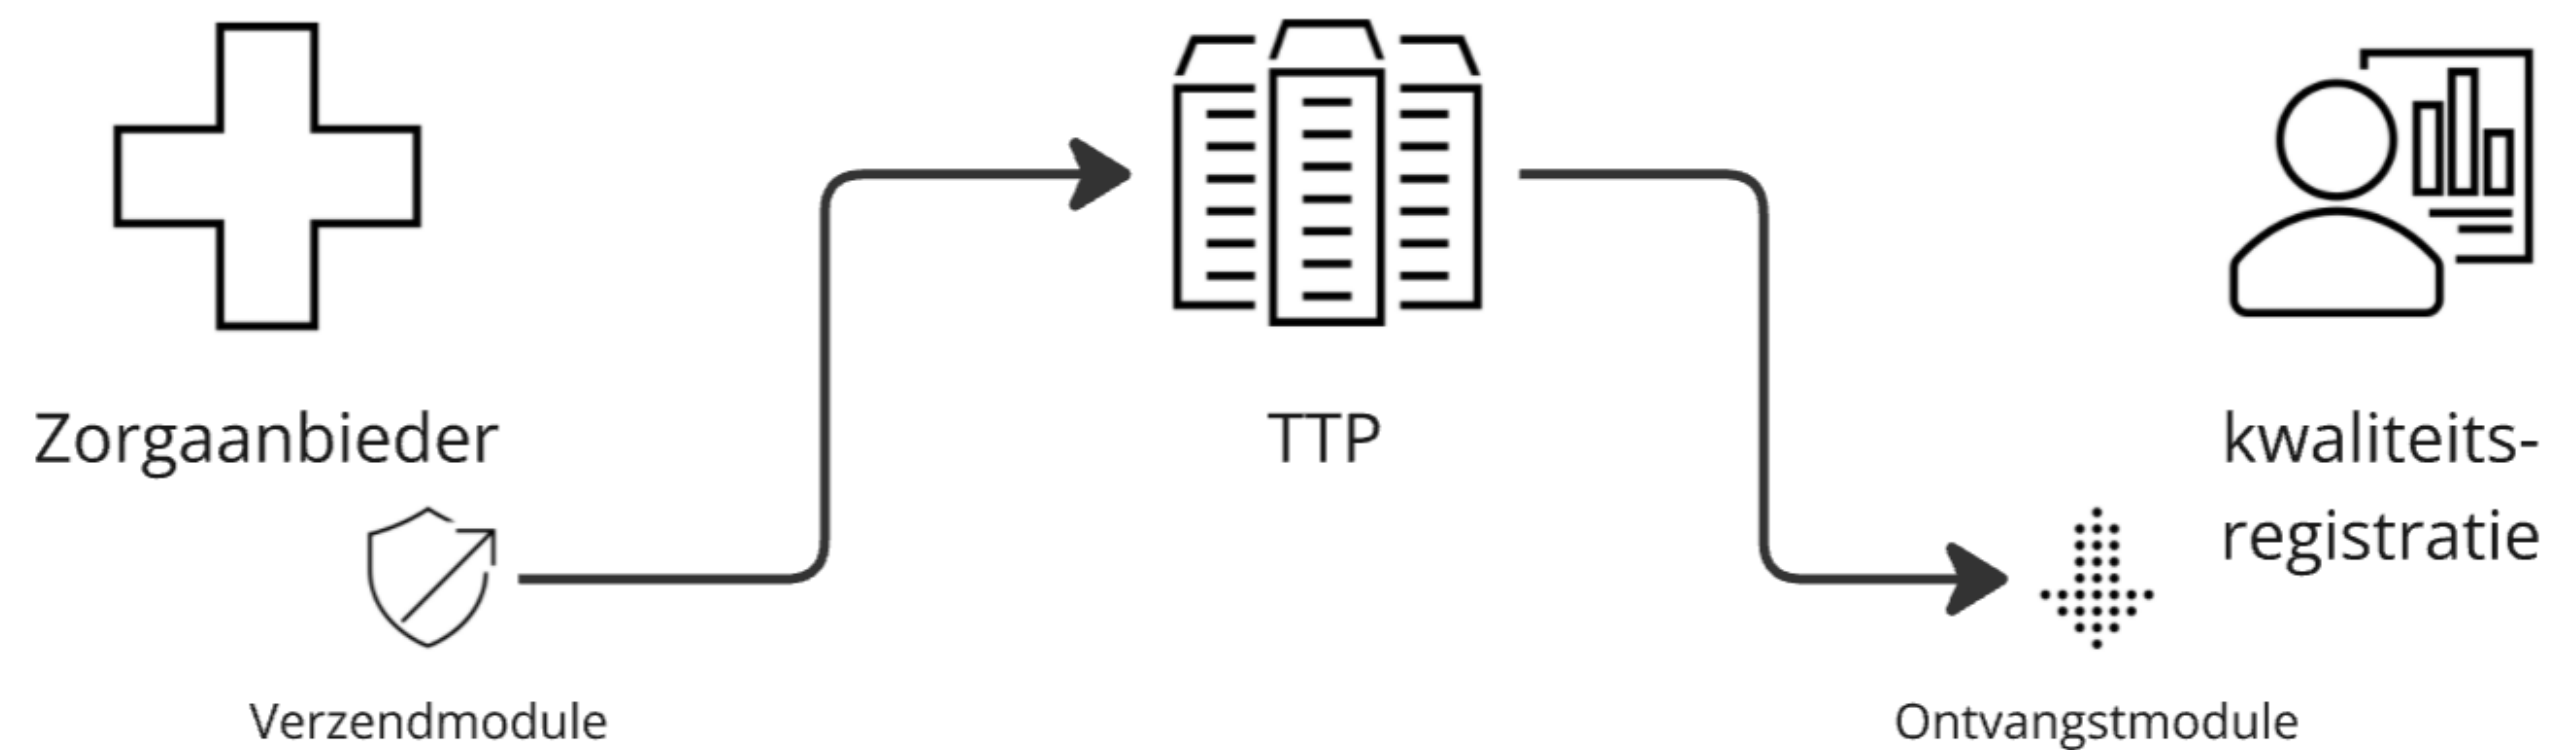 Zorgaanbieder
TTP
kwaliteits-
registratie
Verzendmodule
Ontvangstmodule